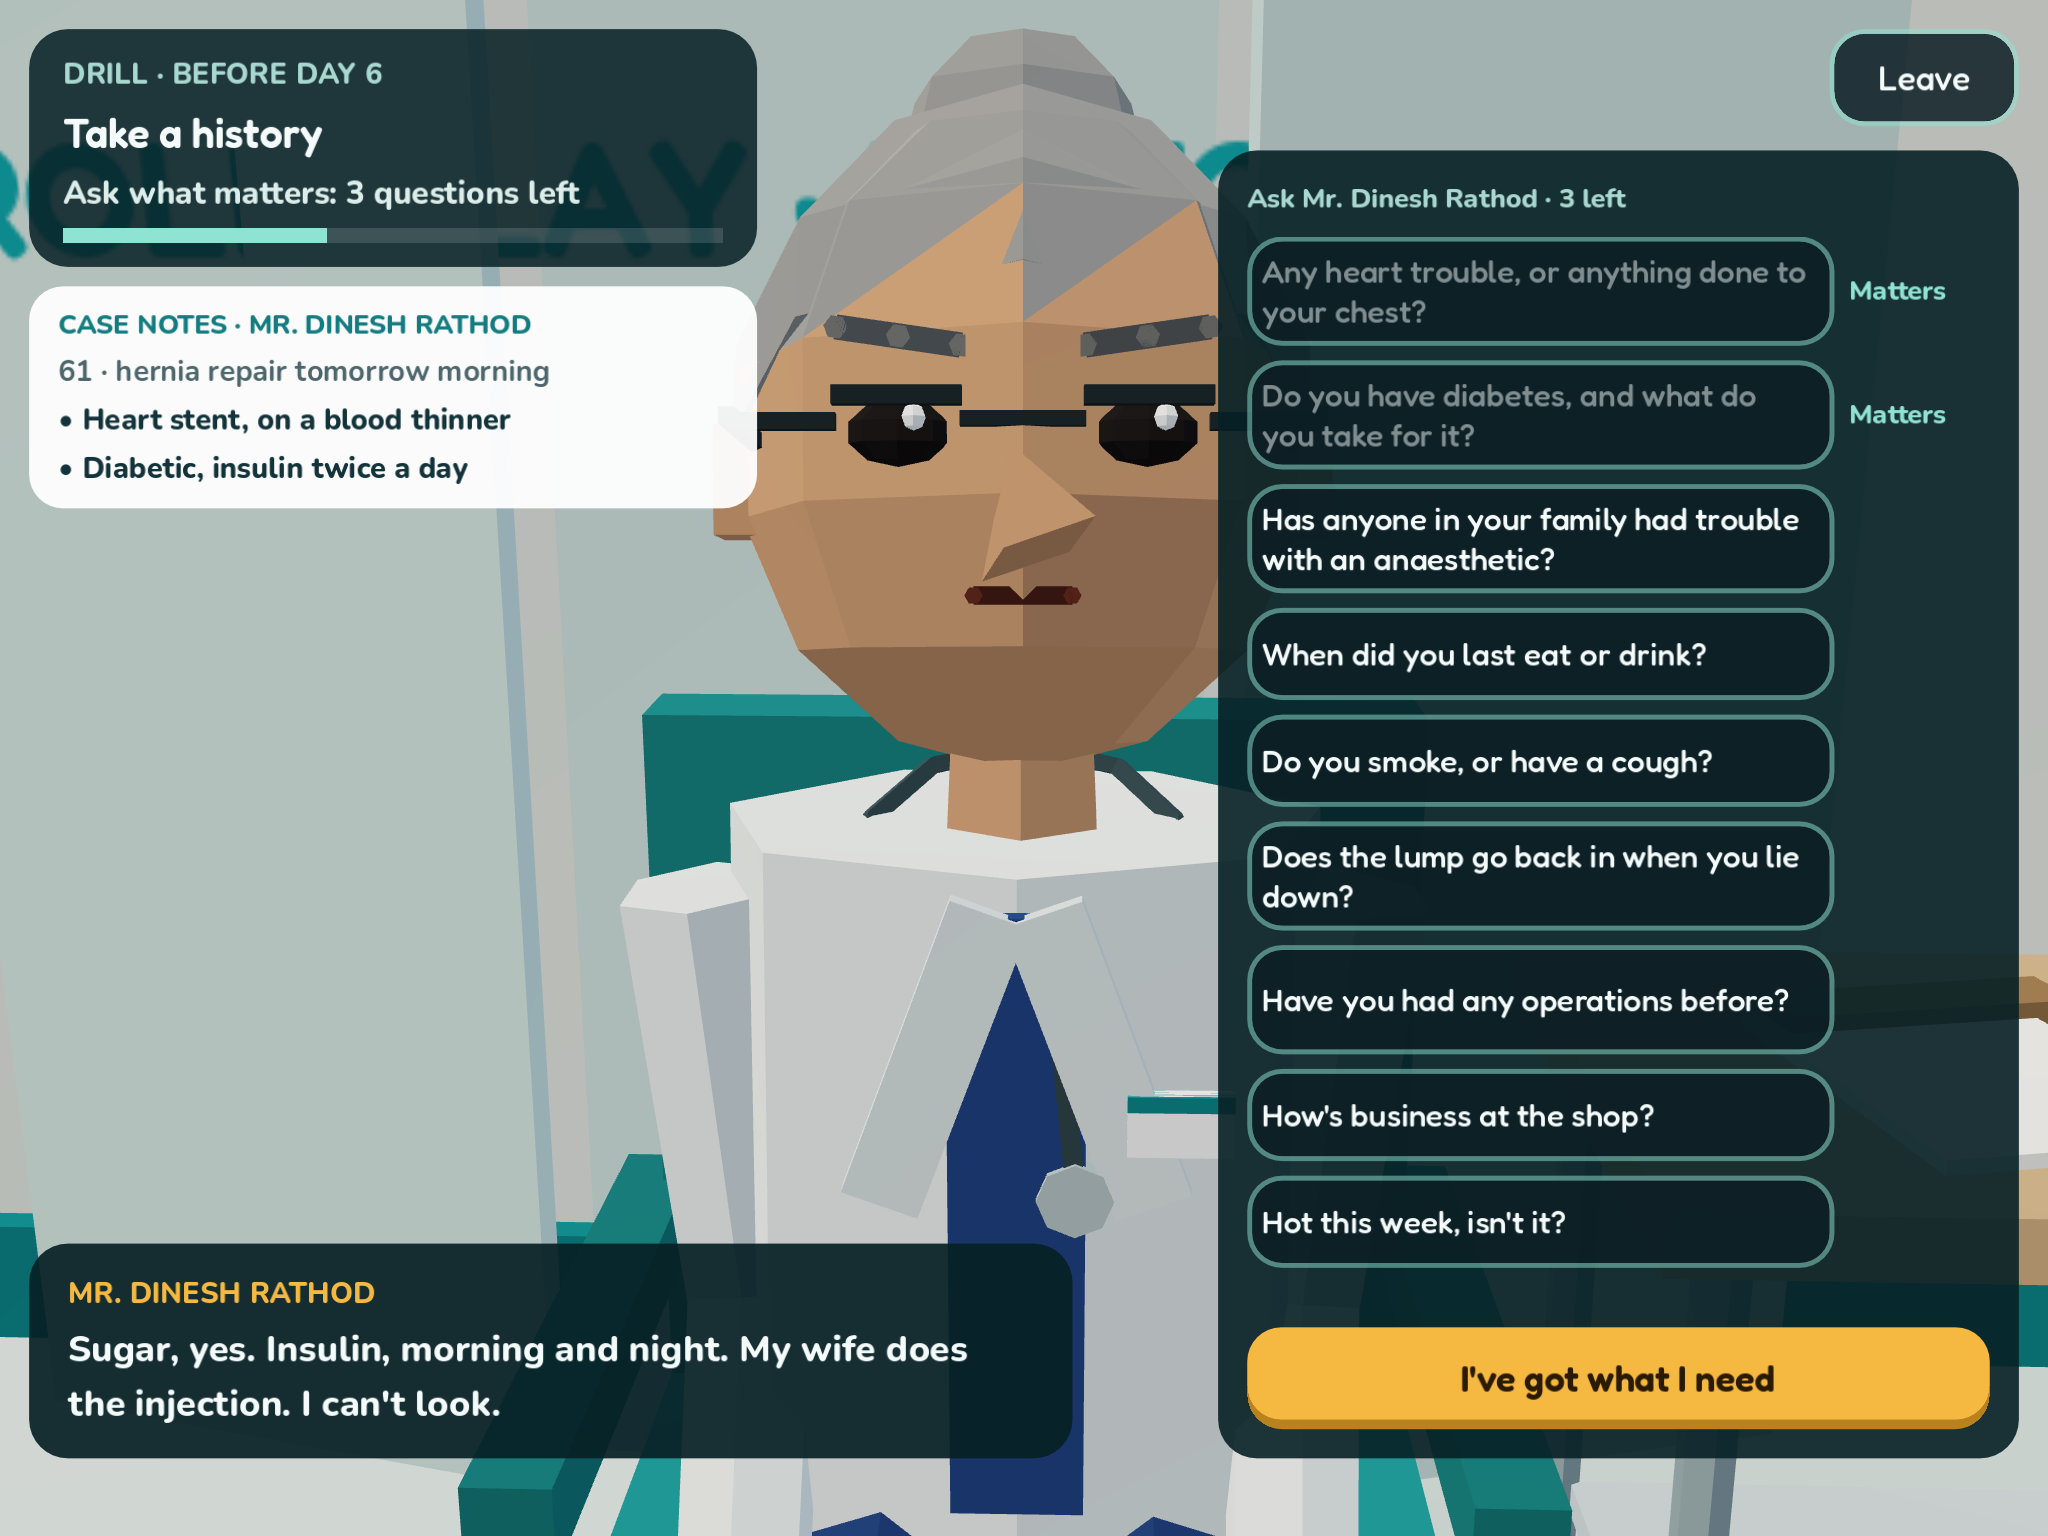 DRILL · BEFORE DAY 6
Take a history
Ask what matters: 3 questions left
CASE NOTES · MR. DINESH RATHOD
61 · hernia repair tomorrow morning
• Heart stent, on a blood thinner
• Diabetic, insulin twice a day
MR. DINESH RATHOD
Sugar, yes. Insulin, morning and night. My wife does
the injection. I can't look.
Leave
Ask Mr. Dinesh Rathod · 3 left
Any heart trouble, or anything done to
your chest?
Matters
Do you have diabetes, and what do
you take for it?
Matters
Has anyone in your family had trouble
with an anaesthetic?
When did you last eat or drink?
Do you smoke, or have a cough?
Does the lump go back in when you lie
down?
Have you had any operations before?
How's business at the shop?
Hot this week, isn't it?
I've got what I need